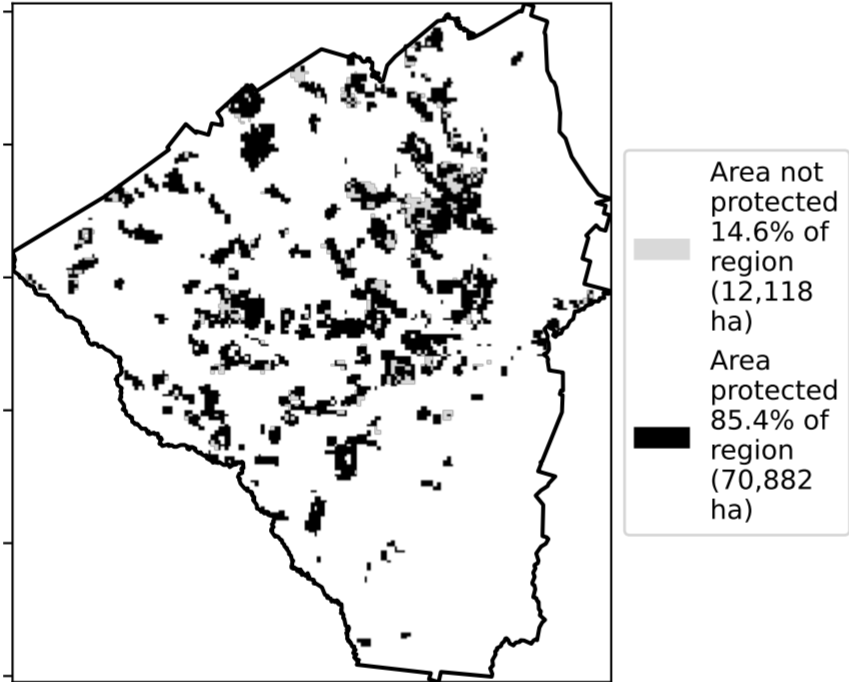 Area not
protected
14.6% of
region
(12,118
ha)
Area
protected
85.4% of
region
(70,882
ha)